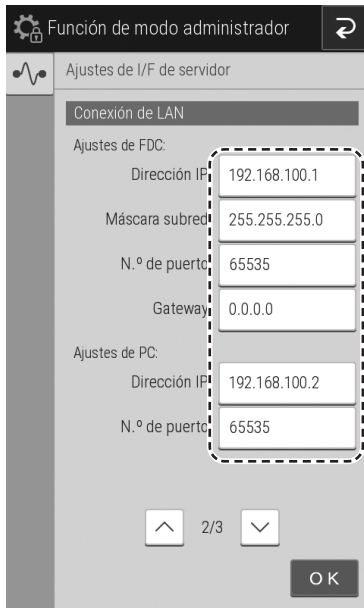 Función de modo administrador
Ajustes de I/F de servidor
Conexión de LAN
Ajustes de FDC:
Dirección IP 192.168.100.1
Máscara subred 255.255.255.0
N.º de puerto 65535
Gateway 0.0.0.0
Ajustes de PC:
Dirección IP 192.168.100.2
N.º de puerto 65535
2/3
OK